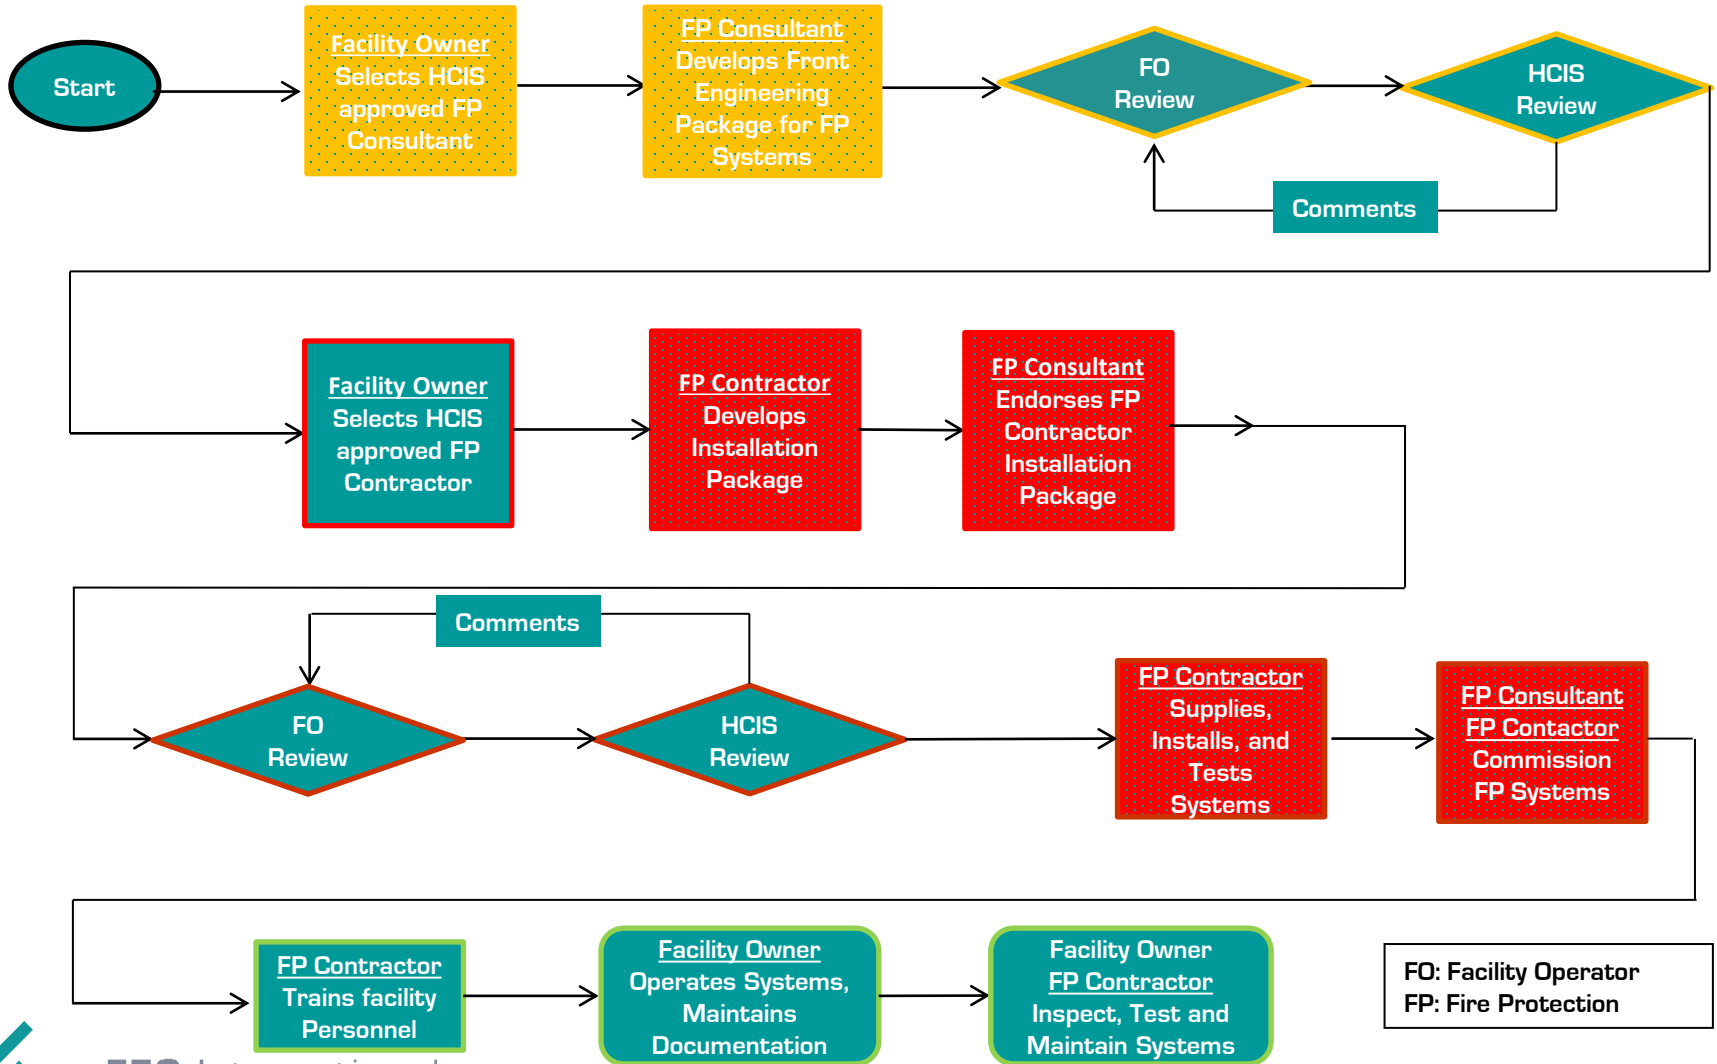 Start
Facility Owner
Selects HCIS
approved FP
Consultant
FP Consultant
Develops Front
Engineering
Package for FP
Systems
FO
Review
HCIS
Review
Comments
Facility Owner
Selects HCIS
approved FP
Contractor
FP Contractor
Develops
Installation
Package
FP Consultant
Endorses FP
Contractor
Installation
Package
Comments
FO
Review
HCIS
Review
FP Contractor
Supplies,
Installs, and
Tests
Systems
FP Consultant
FP Contactor
Commission
FP Systems
FP Contractor
Trains facility
Personnel
Facility Owner
Operates Systems,
Maintains
Documentation
Facility Owner
FP Contractor
Inspect, Test and
Maintain Systems
FO: Facility Operator
FP: Fire Protection